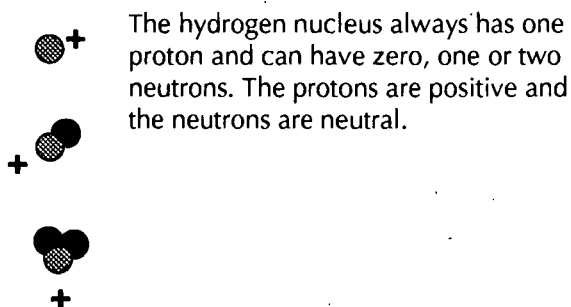 The hydrogen nucleus always has one
proton and can have zero, one or two
neutrons. The protons are positive and
the neutrons are neutral.
+
+
+